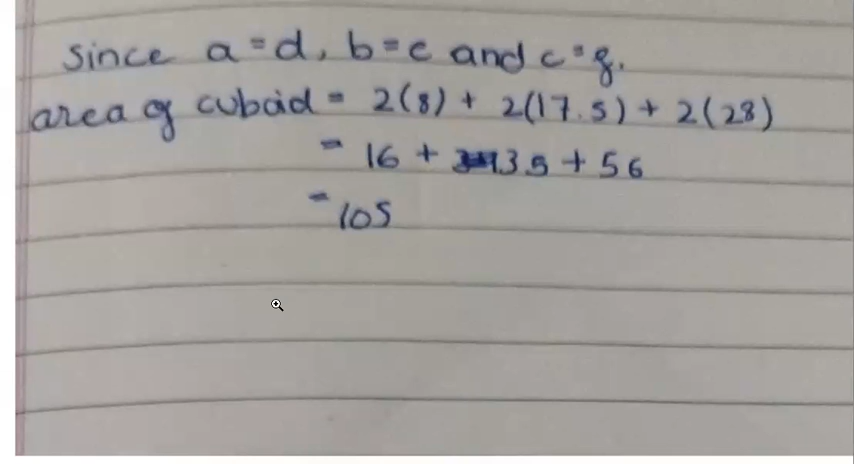 Since a = d, b = e and c = g.
area of cuboid = 2(8) + 2(17.5) + 2(28)
= 16 + 35 + 56
= 105